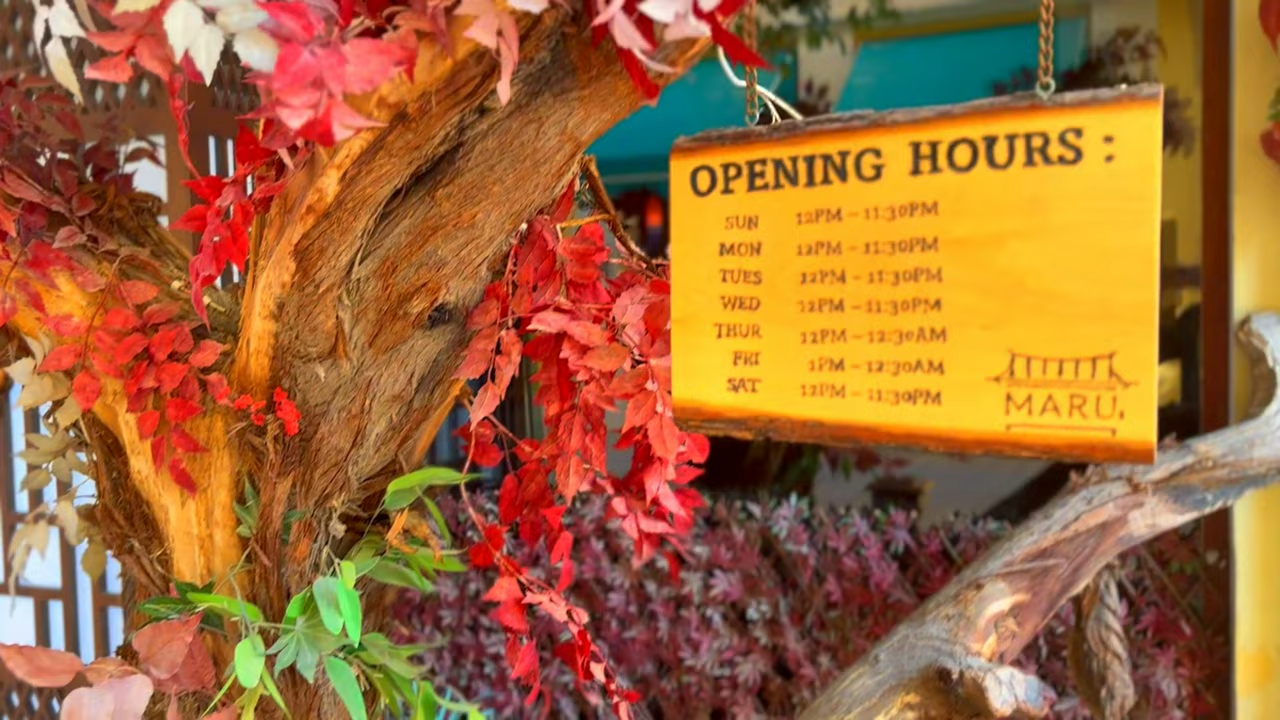 OPENING HOURS :
SUN 12PM - 11:30PM
MON 12PM - 11:30PM
TUES 12PM - 11:30PM
WED 12PM - 11:30PM
THUR 12PM - 12:30AM
FRI 1PM - 12:30AM
SAT 12PM - 11:30PM
MARU.